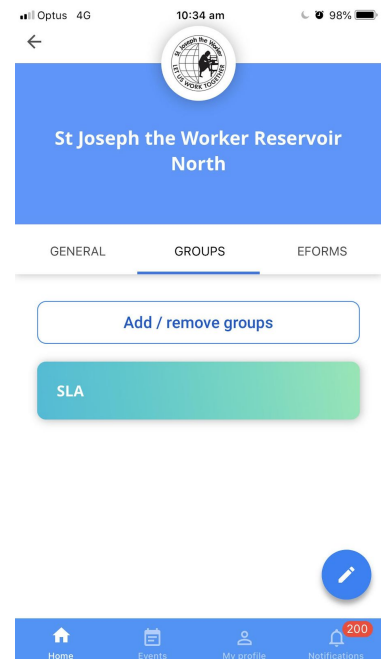 Optus 4G 10:34 am 98%
St Joseph the Worker
LET US WORK TOGETHER
St Joseph the Worker Reservoir
North
GENERAL GROUPS EFORMS
Add / remove groups
SLA
200
Home Events My profile Notifications